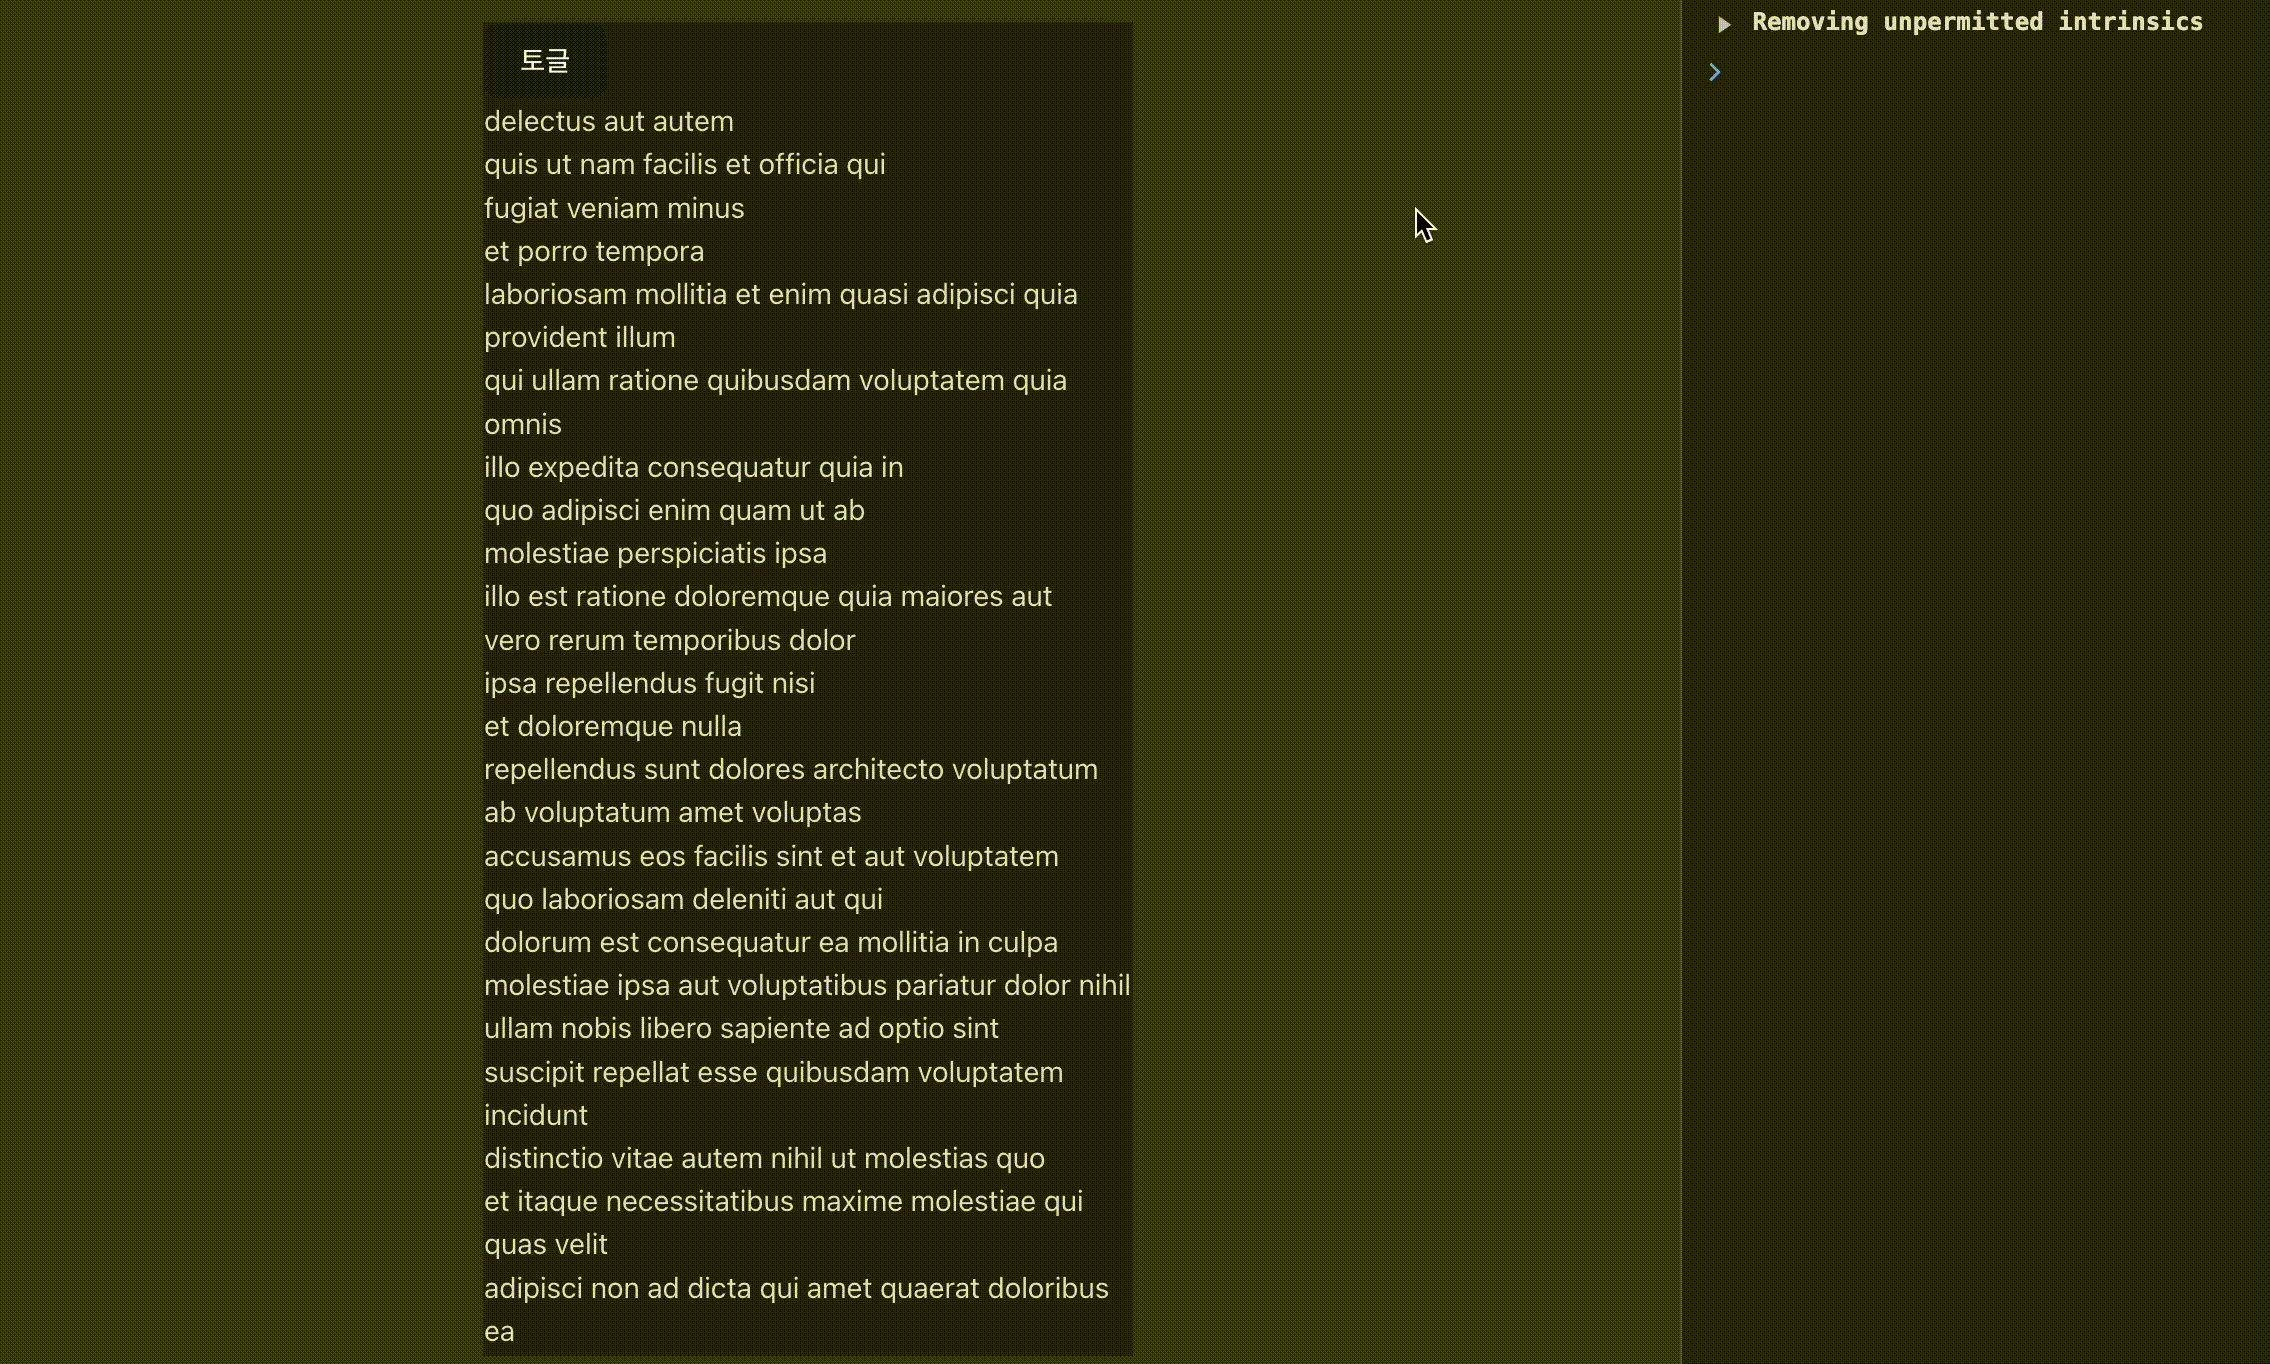 토글
delectus aut autem
quis ut nam facilis et officia qui
fugiat veniam minus
et porro tempora
laboriosam mollitia et enim quasi adipisci quia
provident illum
qui ullam ratione quibusdam voluptatem quia
omnis
illo expedita consequatur quia in
quo adipisci enim quam ut ab
molestiae perspiciatis ipsa
illo est ratione doloremque quia maiores aut
vero rerum temporibus dolor
ipsa repellendus fugit nisi
et doloremque nulla
repellendus sunt dolores architecto voluptatum
ab voluptatum amet voluptas
accusamus eos facilis sint et aut voluptatem
quo laboriosam deleniti aut qui
dolorum est consequatur ea mollitia in culpa
molestiae ipsa aut voluptatibus pariatur dolor nihil
ullam nobis libero sapiente ad optio sint
suscipit repellat esse quibusdam voluptatem
incidunt
distinctio vitae autem nihil ut molestias quo
et itaque necessitatibus maxime molestiae qui
quas velit
adipisci non ad dicta qui amet quaerat doloribus
ea
Removing unpermitted intrinsics